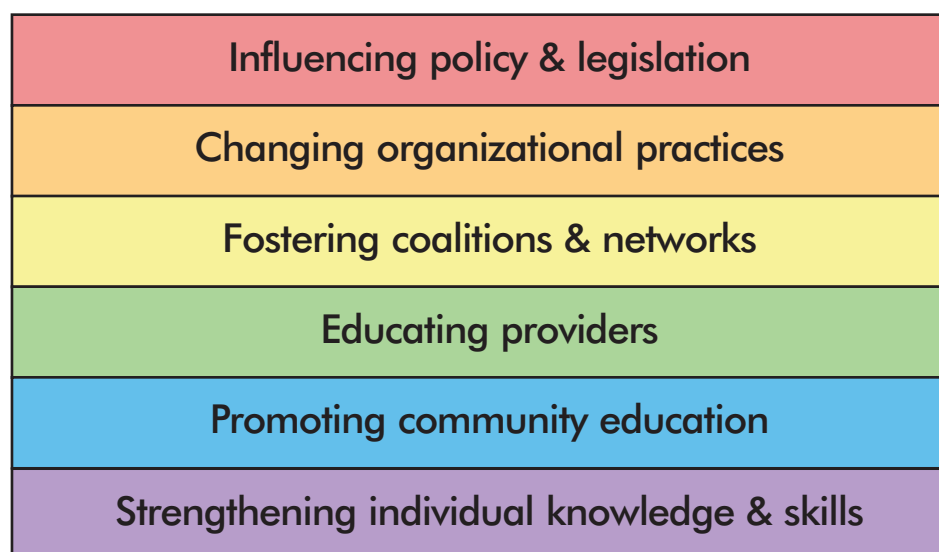 Influencing policy & legislation
Changing organizational practices
Fostering coalitions & networks
Educating providers
Promoting community education
Strengthening individual knowledge & skills